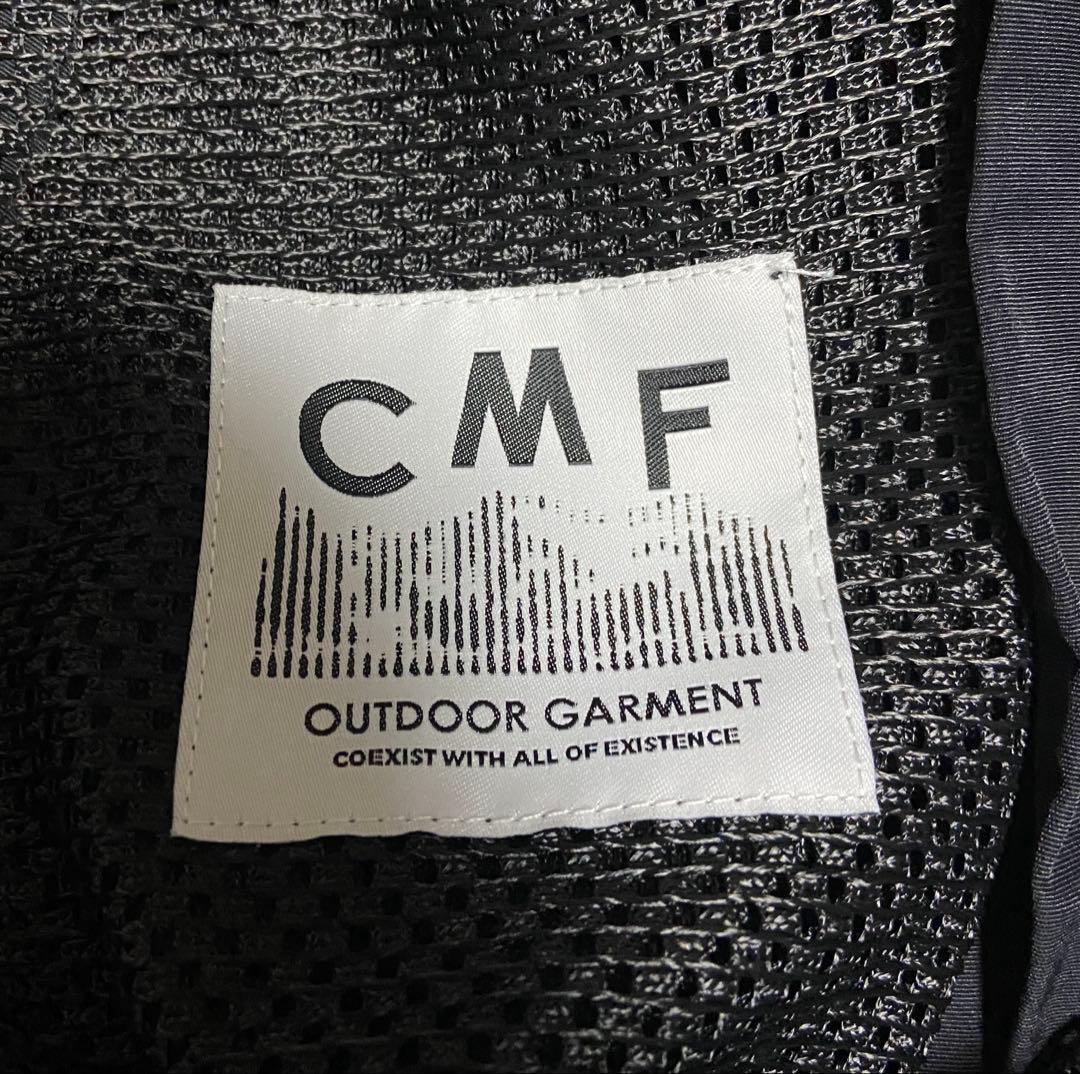 CMF
OUTDOOR GARMENT
COEXIST WITH ALL OF EXISTENCE